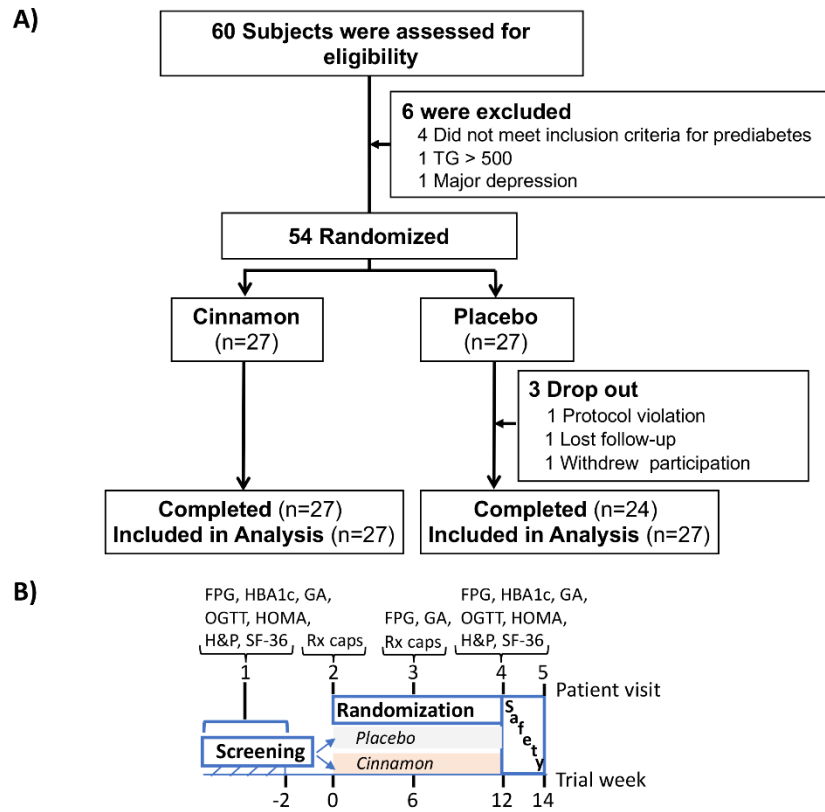 A)
60 Subjects were assessed for
eligibility
6 were excluded
4 Did not meet inclusion criteria for prediabetes
1 TG > 500
1 Major depression
54 Randomized
Cinnamon
(n=27)
Placebo
(n=27)
3 Drop out
1 Protocol violation
1 Lost follow-up
1 Withdrew participation
Completed (n=27)
Included in Analysis (n=27)
Completed (n=24)
Included in Analysis (n=27)
B)
FPG, HBA1c, GA,
OGTT, HOMA,
H&P, SF-36
Rx caps
FPG, GA,
Rx caps
FPG, HBA1c, GA,
OGTT, HOMA,
H&P, SF-36
1 2 3 4 5
Patient visit
Randomization
Safety
Placebo
Screening
Cinnamon
Trial week
-2 0 6 12 14